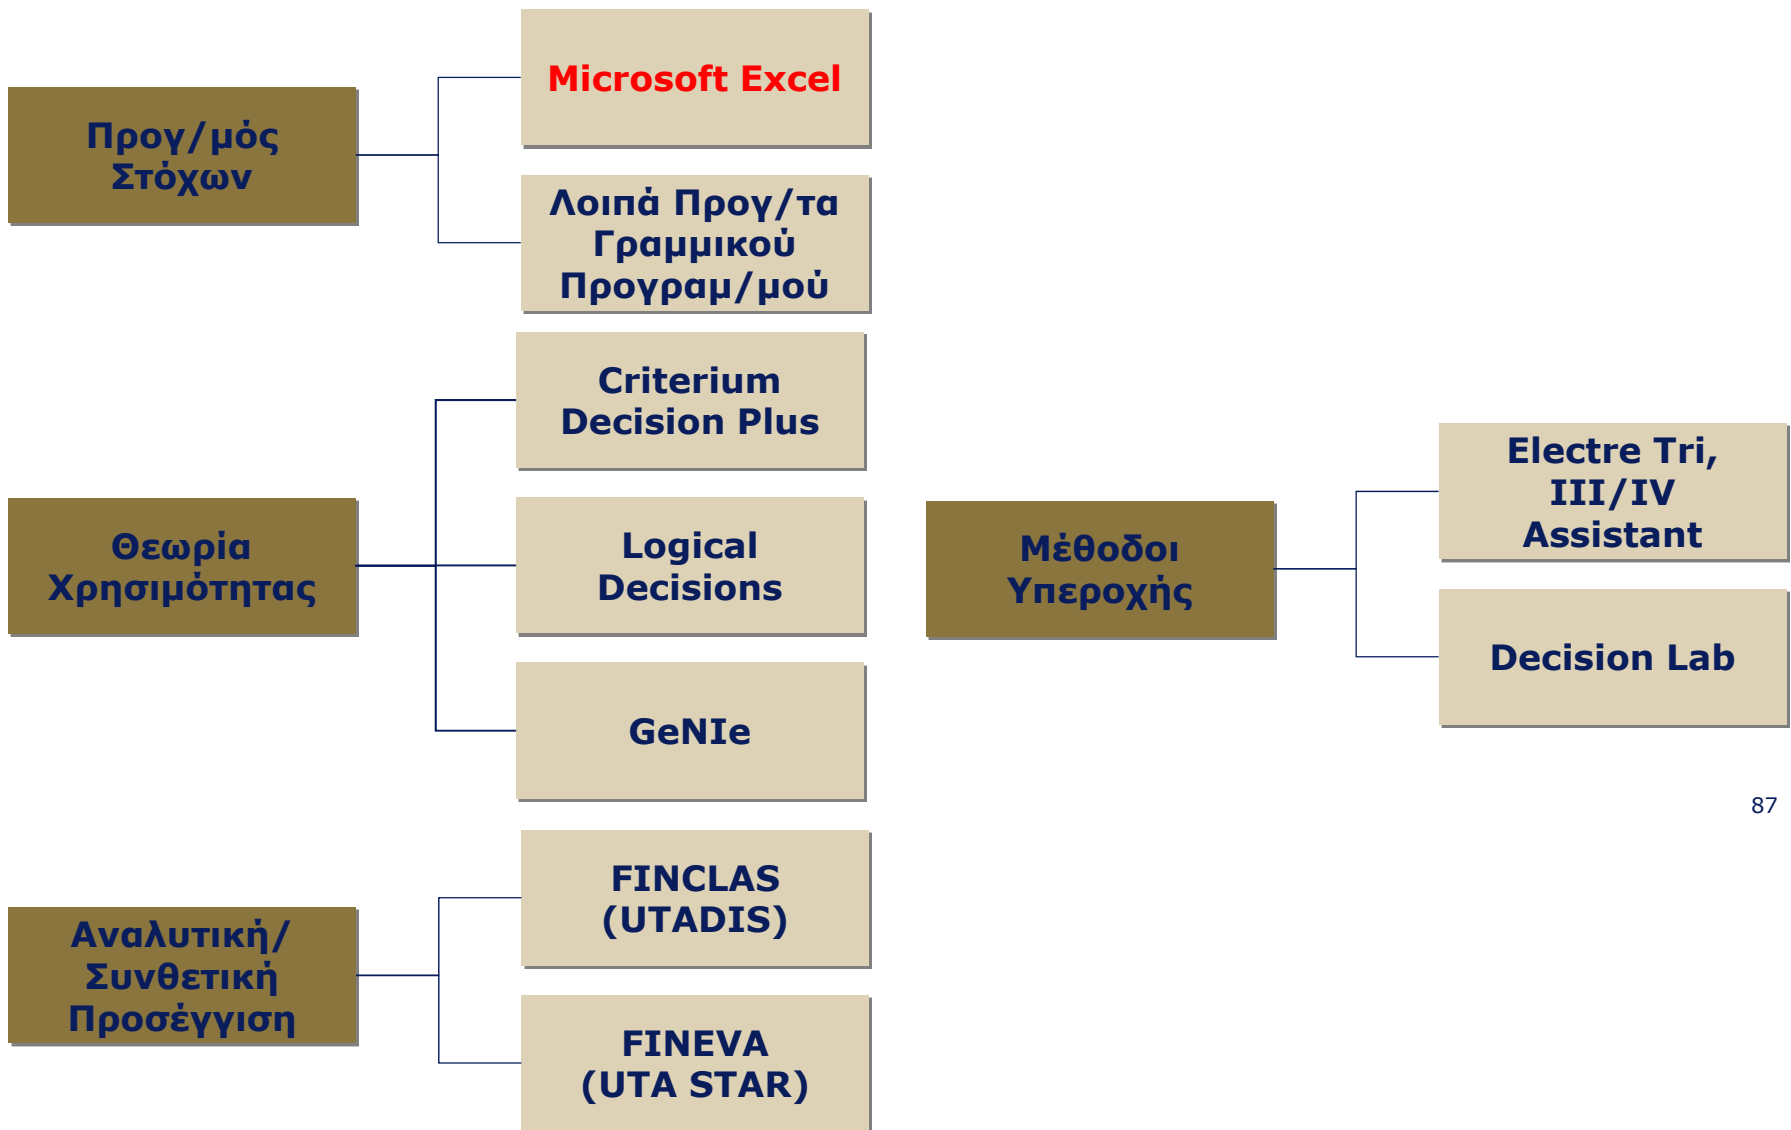 Προγ/μός
Στόχων
Microsoft Excel
Λοιπά Προγ/τα
Γραμμικού
Προγραμ/μού
Θεωρία
Χρησιμότητας
Criterium
Decision Plus
Logical
Decisions
GeNIe
Αναλυτική/
Συνθετική
Προσέγγιση
FINCLAS
(UTADIS)
FINEVA
(UTA STAR)
Μέθοδοι
Υπεροχής
Electre Tri,
III/IV
Assistant
Decision Lab
87